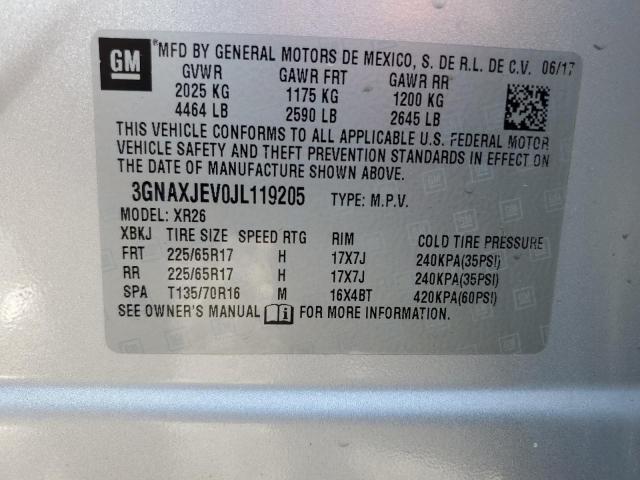 GM
*MFD BY GENERAL MOTORS DE MEXICO, S. DE R.L. DE C.V. 06/17
GVWR GAWR FRT GAWR RR
2025 KG 1175 KG 1200 KG
4464 LB 2590 LB 2645 LB
THIS VEHICLE CONFORMS TO ALL APPLICABLE U.S. FEDERAL MOTOR
VEHICLE SAFETY AND THEFT PREVENTION STANDARDS IN EFFECT ON
THE DATE OF MANUFACTURE SHOWN ABOVE.
3GNAXJEV0JL119205 TYPE: M.P.V.
MODEL: XR26
XBKJ TIRE SIZE SPEED RTG RIM COLD TIRE PRESSURE
FRT 225/65R17 H 17X7J 240KPA(35PSI)
RR 225/65R17 H 17X7J 240KPA(35PSI)
SPA T135/70R16 M 16X4BT 420KPA(60PSI)
SEE OWNER'S MANUAL i FOR MORE INFORMATION.